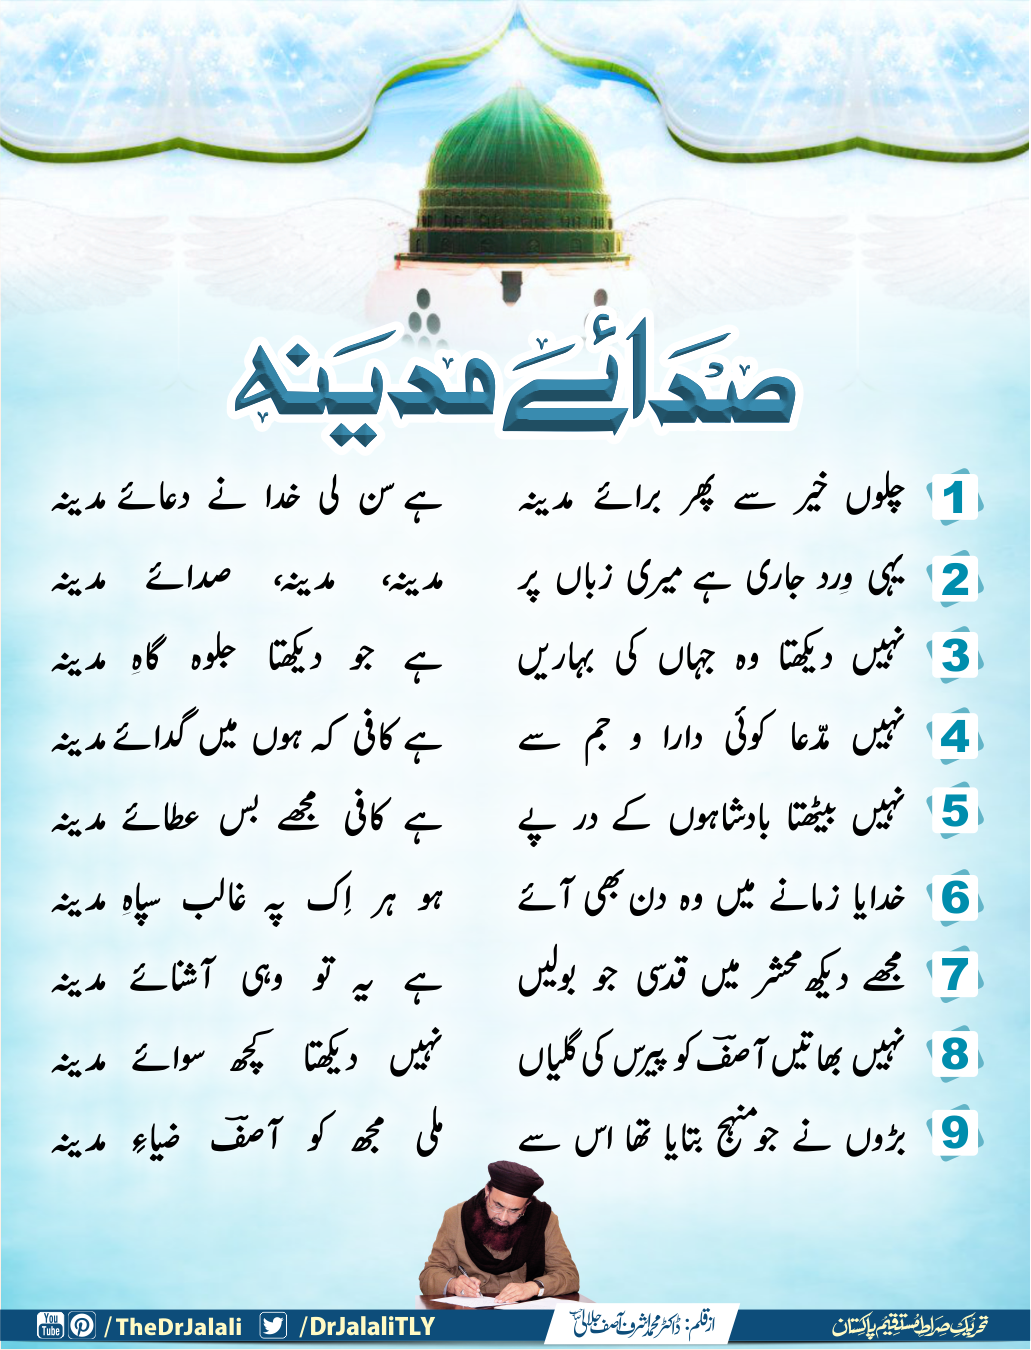 صدائے مدینہ
1 چلوں خیر سے پھر برائے مدینہ ہے سن لی خدا نے دعائے مدینہ
2 یہی وِرد جاری ہے میری زباں پر مدینہ، مدینہ، صدائے مدینہ
3 نہیں دیکھتا وہ جہاں کی بہاریں ہے جو دیکھتا جلوہ گاہِ مدینہ
4 نہیں مدّعا کوئی دارا و جم سے ہے کافی کہ ہوں میں گدائے مدینہ
5 نہیں بیٹھتا بادشاہوں کے در پے ہے کافی مجھے بس عطائے مدینہ
6 خدایا زمانے میں وہ دن بھی آئے ہو ہر اِک پہ غالب سپاہِ مدینہ
7 مجھے دیکھ محشر میں قدسی جو بولیں ہے یہ تو وہی آشنائے مدینہ
8 نہیں بھاتیں آصفؔ کو پیرس کی گلیاں نہیں دیکھتا کچھ سوائے مدینہ
9 بڑوں نے جو منہج بتایا تھا اس سے ملی مجھ کو آصفؔ ضیاءِ مدینہ
تحریک صراط مستقیم پاکستان
ازقلم: ڈاکٹر محمد اشرف آصف جلالی
/DrJalaliTLY
You Tube /TheDrJalali